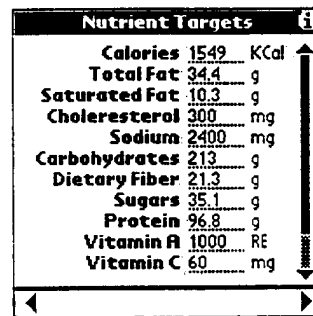 Nutrient Targets i
Calories 1549 KCal
Total Fat 34.4 g
Saturated Fat 10.3 g
Choleresterol 300 mg
Sodium 2400 mg
Carbohydrates 213 g
Dietary Fiber 21.3 g
Sugars 35.1 g
Protein 96.8 g
Vitamin A 1000 RE
Vitamin C 60 mg